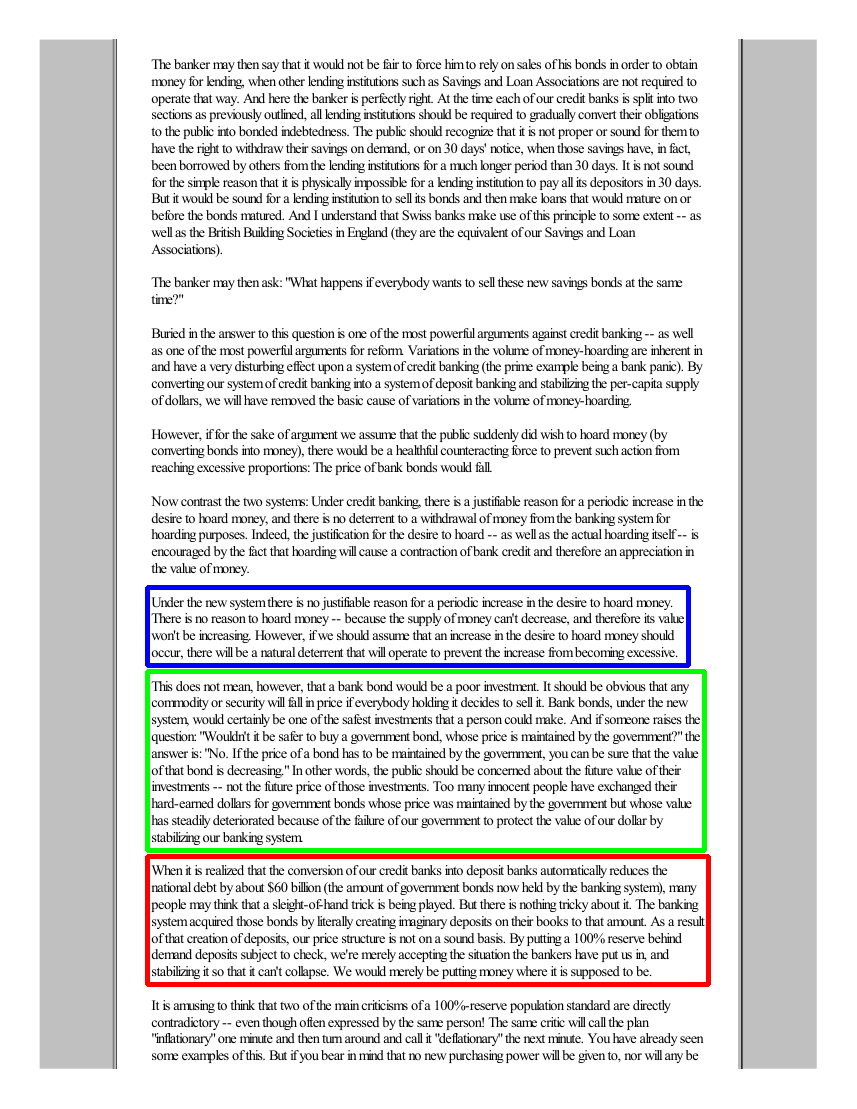 The banker may then say that it would not be fair to force him to rely on sales of his bonds in order to obtain
money for lending, when other lending institutions such as Savings and Loan Associations are not required to
operate that way. And here the banker is perfectly right. At the time each of our credit banks is split into two
sections as previously outlined, all lending institutions should be required to gradually convert their obligations
to the public into bonded indebtedness. The public should recognize that it is not proper or sound for them to
have the right to withdraw their savings on demand, or on 30 days' notice, when those savings have, in fact,
been borrowed by others from the lending institutions for a much longer period than 30 days. It is not sound
for the simple reason that it is physically impossible for a lending institution to pay all its depositors in 30 days.
But it would be sound for a lending institution to sell its bonds and then make loans that would mature on or
before the bonds matured. And I understand that Swiss banks make use of this principle to some extent -- as
well as the British Building Societies in England (they are the equivalent of our Savings and Loan
Associations).
The banker may then ask: "What happens if everybody wants to sell these new savings bonds at the same
time?"
Buried in the answer to this question is one of the most powerful arguments against credit banking -- as well
as one of the most powerful arguments for reform. Variations in the volume of money-hoarding are inherent in
and have a very disturbing effect upon a system of credit banking (the prime example being a bank panic). By
converting our system of credit banking into a system of deposit banking and stabilizing the per-capita supply
of dollars, we will have removed the basic cause of variations in the volume of money-hoarding.
However, if for the sake of argument we assume that the public suddenly did wish to hoard money (by
converting bonds into money), there would be a healthful counteracting force to prevent such action from
reaching excessive proportions: The price of bank bonds would fall.
Now contrast the two systems: Under credit banking, there is a justifiable reason for a periodic increase in the
desire to hoard money, and there is no deterrent to a withdrawal of money from the banking system for
hoarding purposes. Indeed, the justification for the desire to hoard -- as well as the actual hoarding itself -- is
encouraged by the fact that hoarding will cause a contraction of bank credit and therefore an appreciation in
the value of money.
Under the new system there is no justifiable reason for a periodic increase in the desire to hoard money.
There is no reason to hoard money -- because the supply of money can't decrease, and therefore its value
won't be increasing. However, if we should assume that an increase in the desire to hoard money should
occur, there will be a natural deterrent that will operate to prevent the increase from becoming excessive.
This does not mean, however, that a bank bond would be a poor investment. It should be obvious that any
commodity or security will fall in price if everybody holding it decides to sell it. Bank bonds, under the new
system, would certainly be one of the safest investments that a person could make. And if someone raises the
question: "Wouldn't it be safer to buy a government bond, whose price is maintained by the government?" the
answer is: "No. If the price of a bond has to be maintained by the government, you can be sure that the value
of that bond is decreasing." In other words, the public should be concerned about the future value of their
investments -- not the future price of those investments. Too many innocent people have exchanged their
hard-earned dollars for government bonds whose price was maintained by the government but whose value
has steadily deteriorated because of the failure of our government to protect the value of our dollar by
stabilizing our banking system.
When it is realized that the conversion of our credit banks into deposit banks automatically reduces the
national debt by about $60 billion (the amount of government bonds now held by the banking system), many
people may think that a sleight-of-hand trick is being played. But there is nothing tricky about it. The banking
system acquired those bonds by literally creating imaginary deposits on their books to that amount. As a result
of that creation of deposits, our price structure is not on a sound basis. By putting a 100% reserve behind
demand deposits subject to check, we're merely accepting the situation the bankers have put us in, and
stabilizing it so that it can't collapse. We would merely be putting money where it is supposed to be.
It is amusing to think that two of the main criticisms of a 100%-reserve population standard are directly
contradictory -- even though often expressed by the same person! The same critic will call the plan
"inflationary" one minute and then turn around and call it "deflationary" the next minute. You have already seen
some examples of this. But if you bear in mind that no new purchasing power will be given to, nor will any be